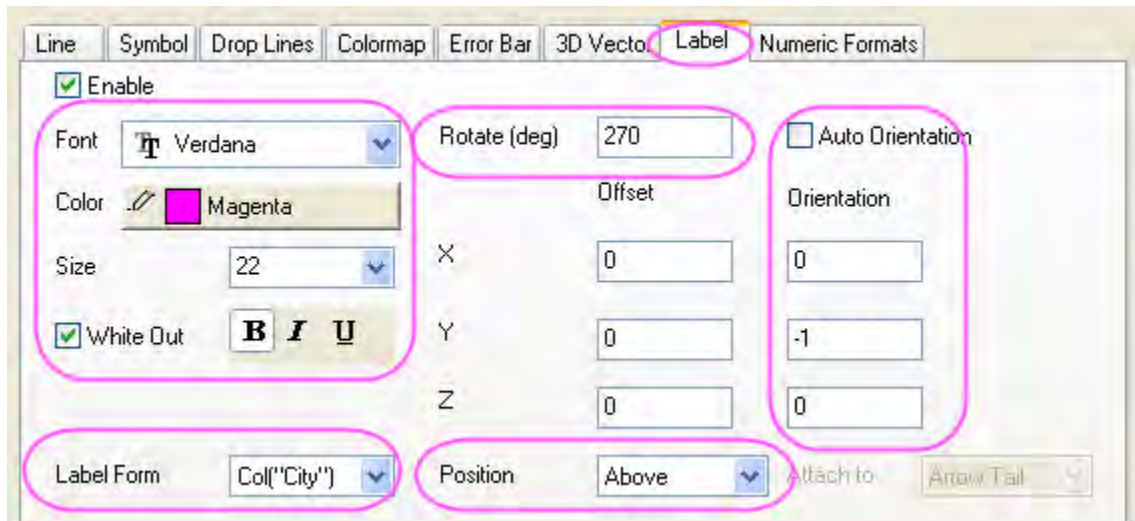 Line Symbol Drop Lines Colormap Error Bar 3D Vector Label Numeric Formats
Enable
Font Verdana Rotate (deg) 270 Auto Orientation
Color Magenta Offset Orientation
Size 22 X 0 0
White Out B I U Y 0 -1
Z 0 0
Label Form Col("City") Position Above Attach to Arrow Tail